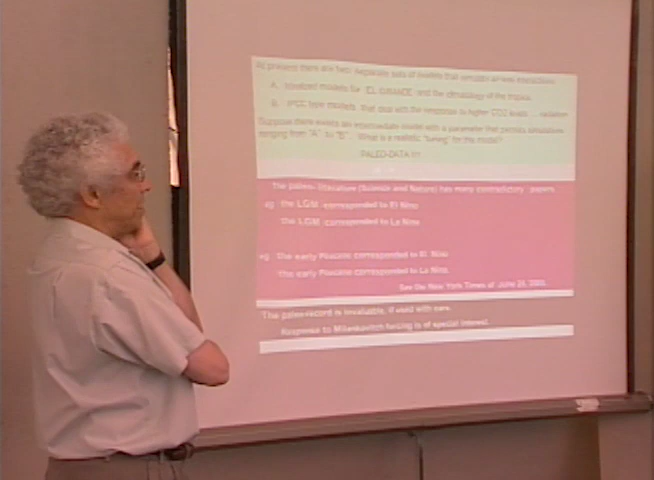 At present there are two separate sets of models that simulate air-sea interactions
A. Idealized models for and the climatology of the tropics
B. IPCC type models that deal with the response to higher CO2 levels
Suppose there exists an intermediate model with a parameter that permits simulations
ranging from "A" to "B". What is a realistic "tuning" for this model?
PALEO-DATA !!!
The paleo-literature (Science and Nature) has many contradictory papers.
eg the LGM corresponded to El Nino
the LGM corresponded to La Nina
eg The early Pliocene corresponded to El Nino
The early Pliocene corresponded to La Nina.
See the New York Times of June 2005.
The paleo-record is invaluable, if used with care.
Response to Milankovitch forcing is of special interest.